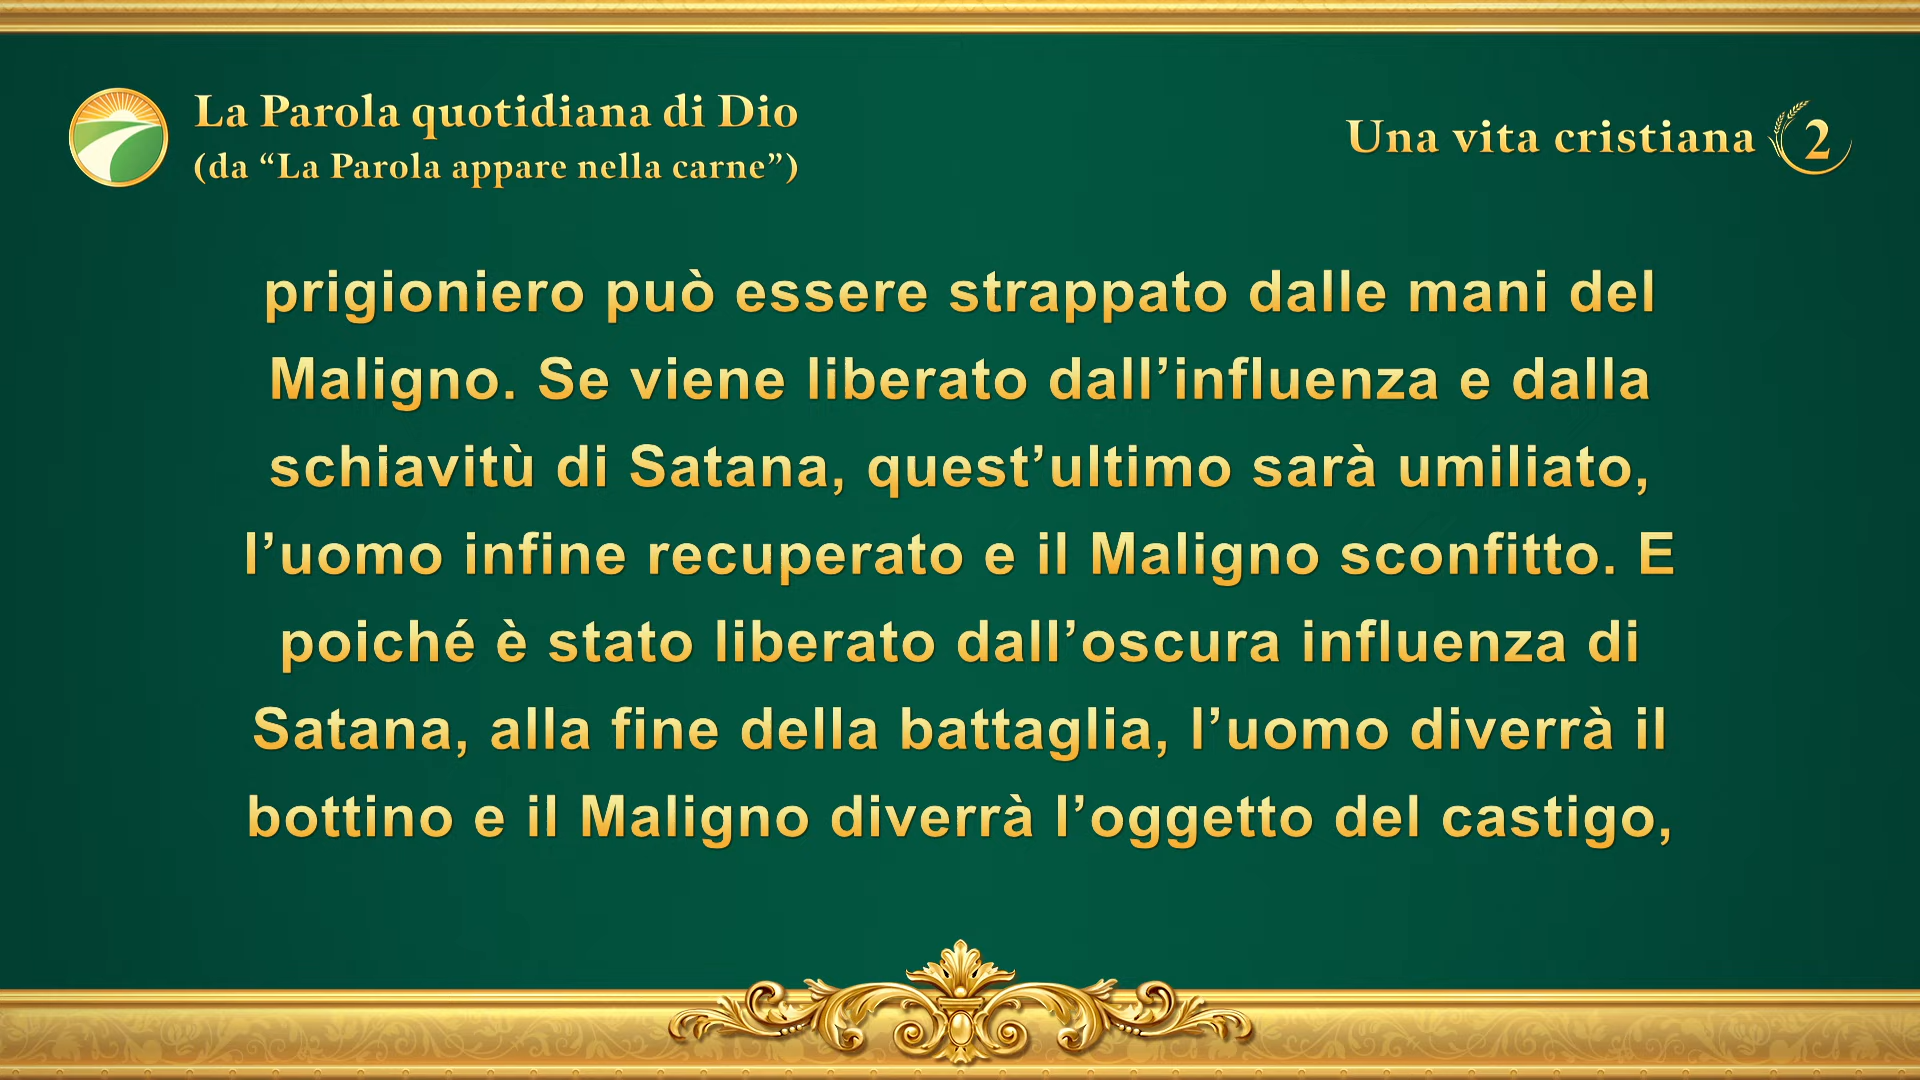 La Parola quotidiana di Dio
(da “La Parola appare nella carne”)
Una vita cristiana 2
prigioniero può essere strappato dalle mani del
Maligno. Se viene liberato dall’influenza e dalla
schiavitù di Satana, quest’ultimo sarà umiliato,
l’uomo infine recuperato e il Maligno sconfitto. E
poiché è stato liberato dall’oscura influenza di
Satana, alla fine della battaglia, l’uomo diverrà il
bottino e il Maligno diverrà l’oggetto del castigo,